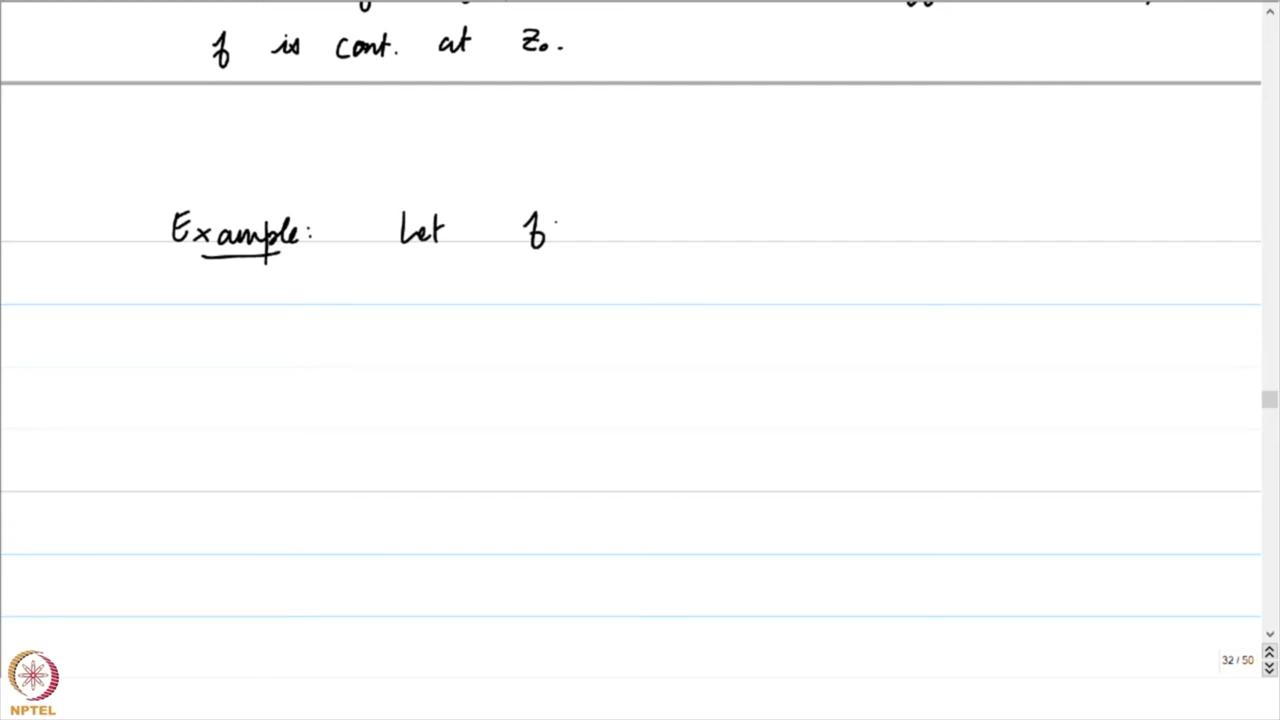 f is cont. at z₀.
Example: Let f
32 / 50
NPTEL